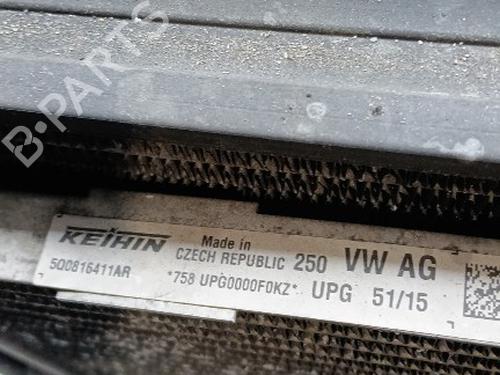 B-PARTS
KEIHIN Made in CZECH REPUBLIC 250 VW AG
5Q0816411AR *758 UPG0000F0KZ* UPG 51/15